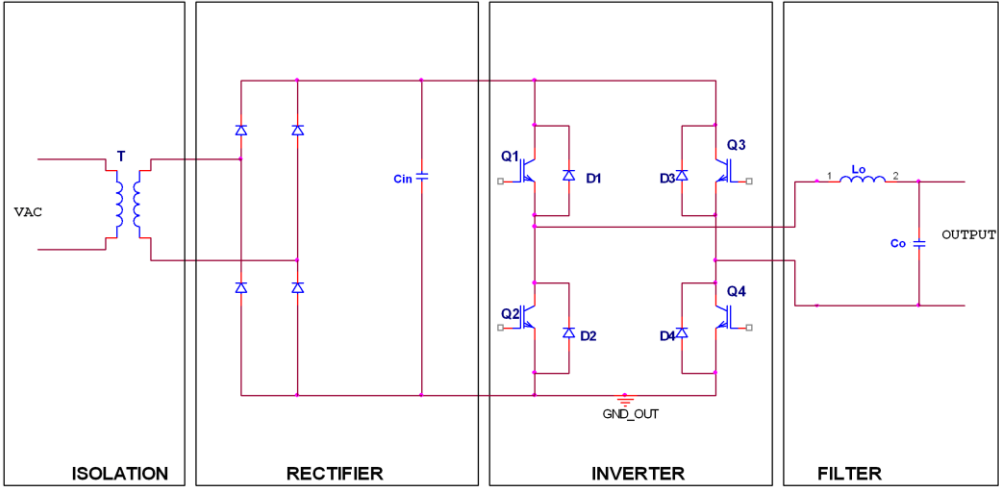 T
VAC
ISOLATION
Cin
RECTIFIER
Q1
D1
D3
Q3
Q2
D2
D4
Q4
GND_OUT
INVERTER
1
Lo
2
Co
OUTPUT
FILTER